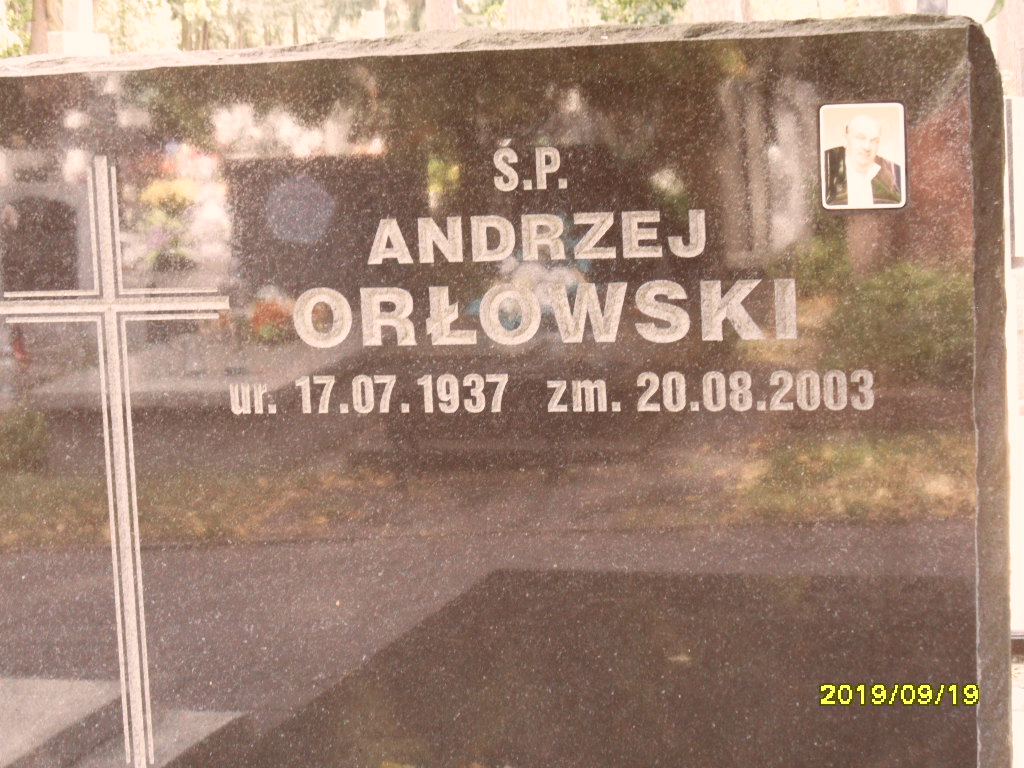 Ś.P.
ANDRZEJ
ORŁOWSKI
ur. 17.07.1937 zm. 20.08.2003
2019/09/19